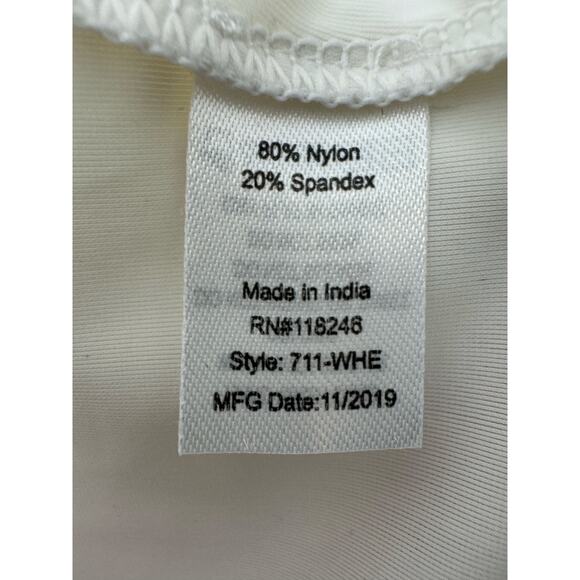 80% Nylon
20% Spandex
Made in India
RN#118246
Style: 711-WHE
MFG Date:11/2019